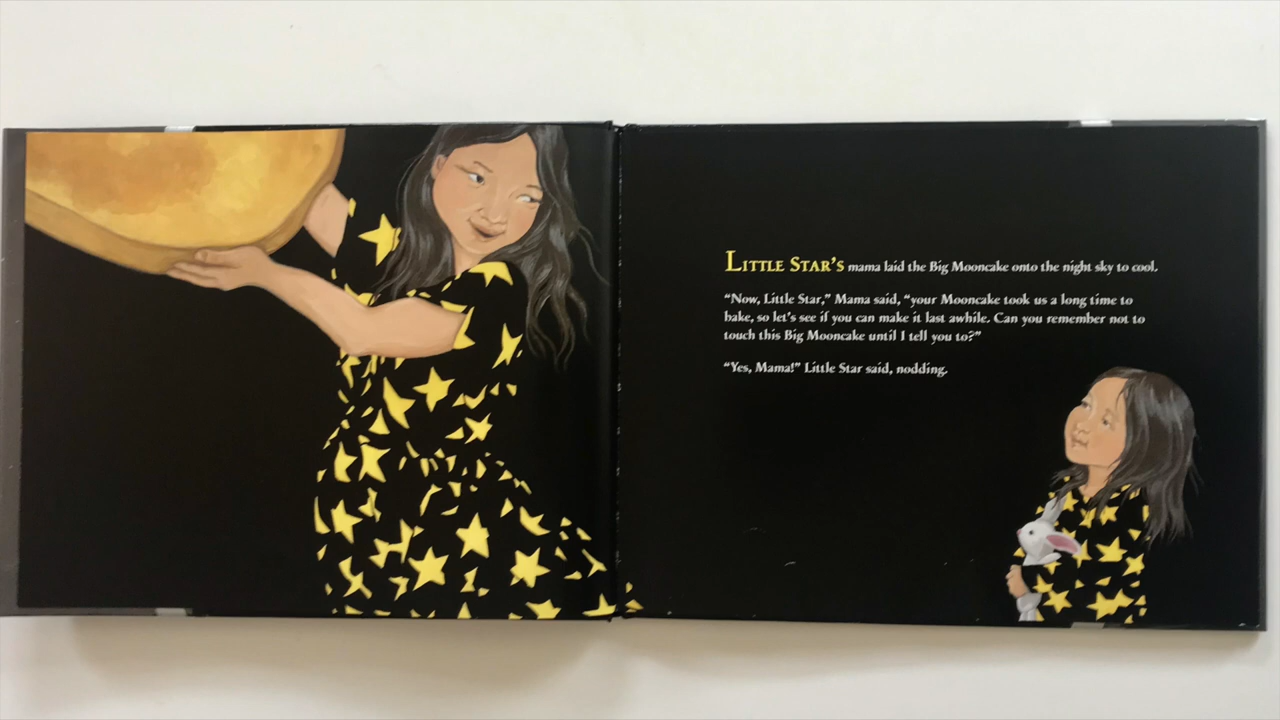 LITTLE STAR'S mama laid the Big Mooncake onto the night sky to cool.
“Now, Little Star,” Mama said, “your Mooncake took us a long time to
bake, so let's see if you can make it last awhile. Can you remember not to
touch this Big Mooncake until I tell you to?”
“Yes, Mama!” Little Star said, nodding.